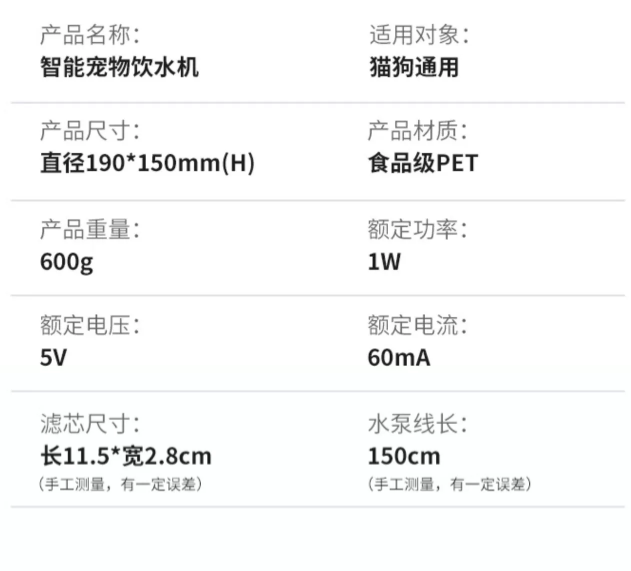 产品名称：
智能宠物饮水机
适用对象：
猫狗通用
产品尺寸：
直径190*150mm(H)
产品材质：
食品级PET
产品重量：
600g
额定功率：
1W
额定电压：
5V
额定电流：
60mA
滤芯尺寸：
长11.5*宽2.8cm
（手工测量，有一定误差）
水泵线长：
150cm
（手工测量，有一定误差）